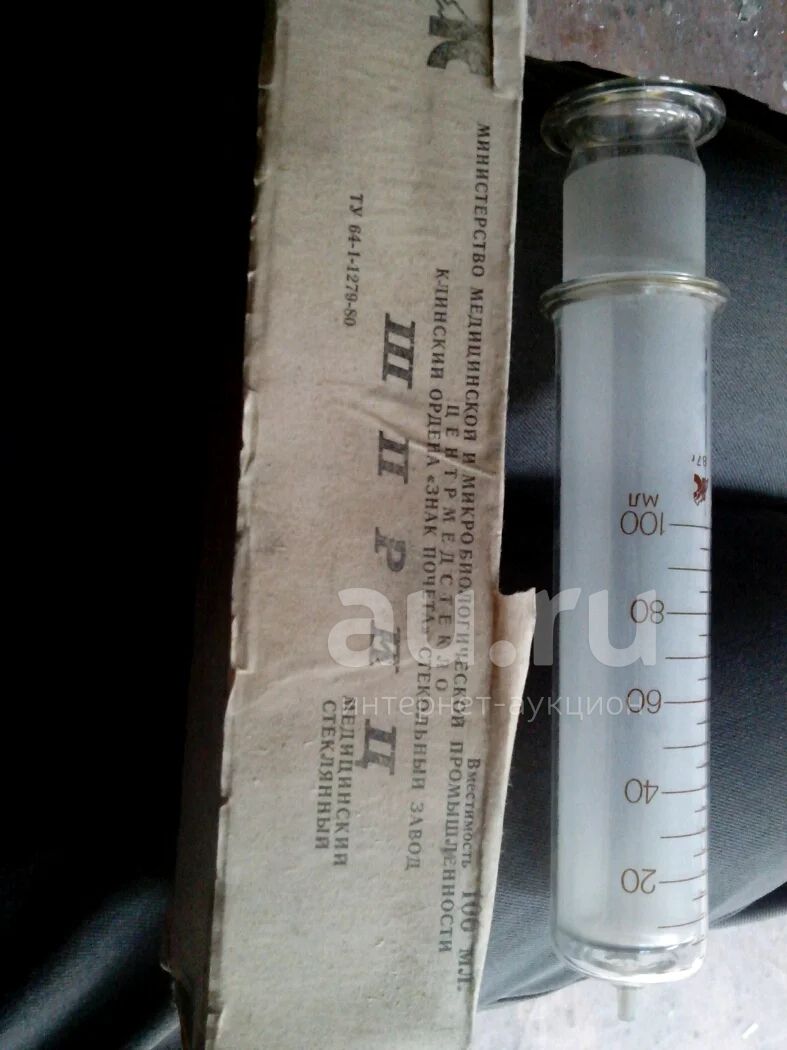 МИНИСТЕРСТВО МЕДИЦИНСКОЙ И МИКРОБИОЛОГИЧЕСКОЙ ПРОМЫШЛЕННОСТИ
ЦЕНТРМЕДСТЕКЛО
КЛИНСКИЙ ОРДЕНА «ЗНАК ПОЧЕТА» СТЕКОЛЬНЫЙ ЗАВОД
Вместимость 100 МЛ.
ШПРИЦ
МЕДИЦИНСКИЙ
СТЕКЛЯННЫЙ
ТУ 64-1-1279-80
87г
МЛ
100
80
60
40
20
au.ru
интернет-аукцион